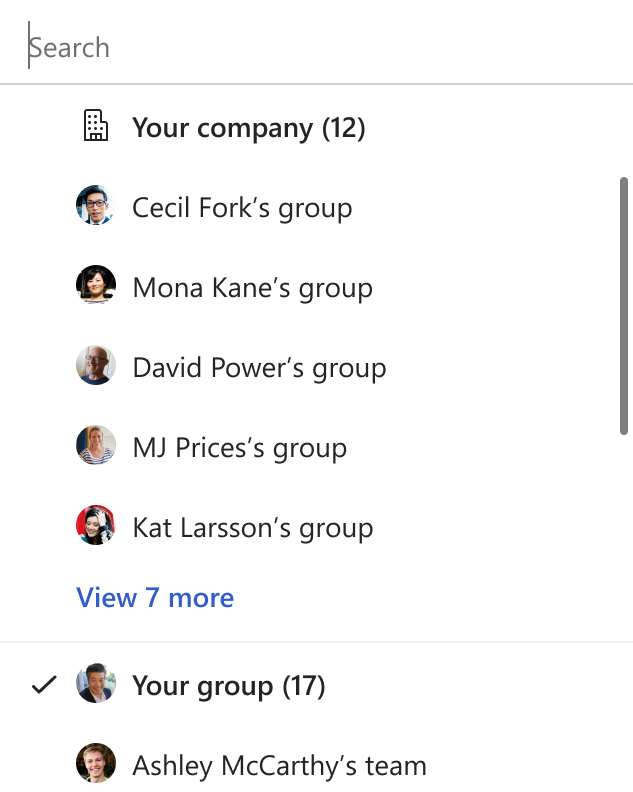 Search
Your company (12)
Cecil Fork’s group
Mona Kane’s group
David Power’s group
MJ Prices’s group
Kat Larsson’s group
View 7 more
Your group (17)
Ashley McCarthy’s team